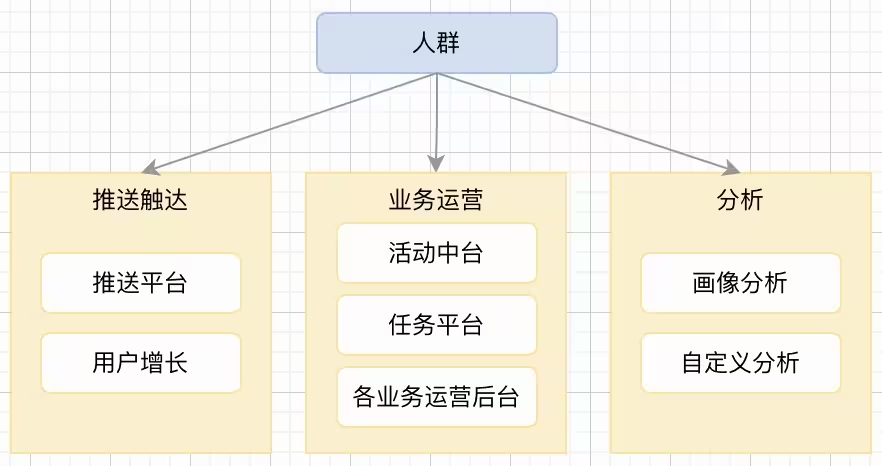 人群
推送触达
推送平台
用户增长
业务运营
活动中台
任务平台
各业务运营后台
分析
画像分析
自定义分析